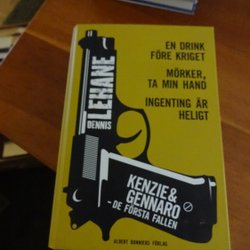 DENNIS
LEHANE
EN DRINK
FÖRE KRIGET
MÖRKER,
TA MIN HAND
INGENTING ÄR
HELIGT
KENZIE &
GENNARO
- DE FÖRSTA FALLEN
ALBERT BONNIERS FÖRLAG